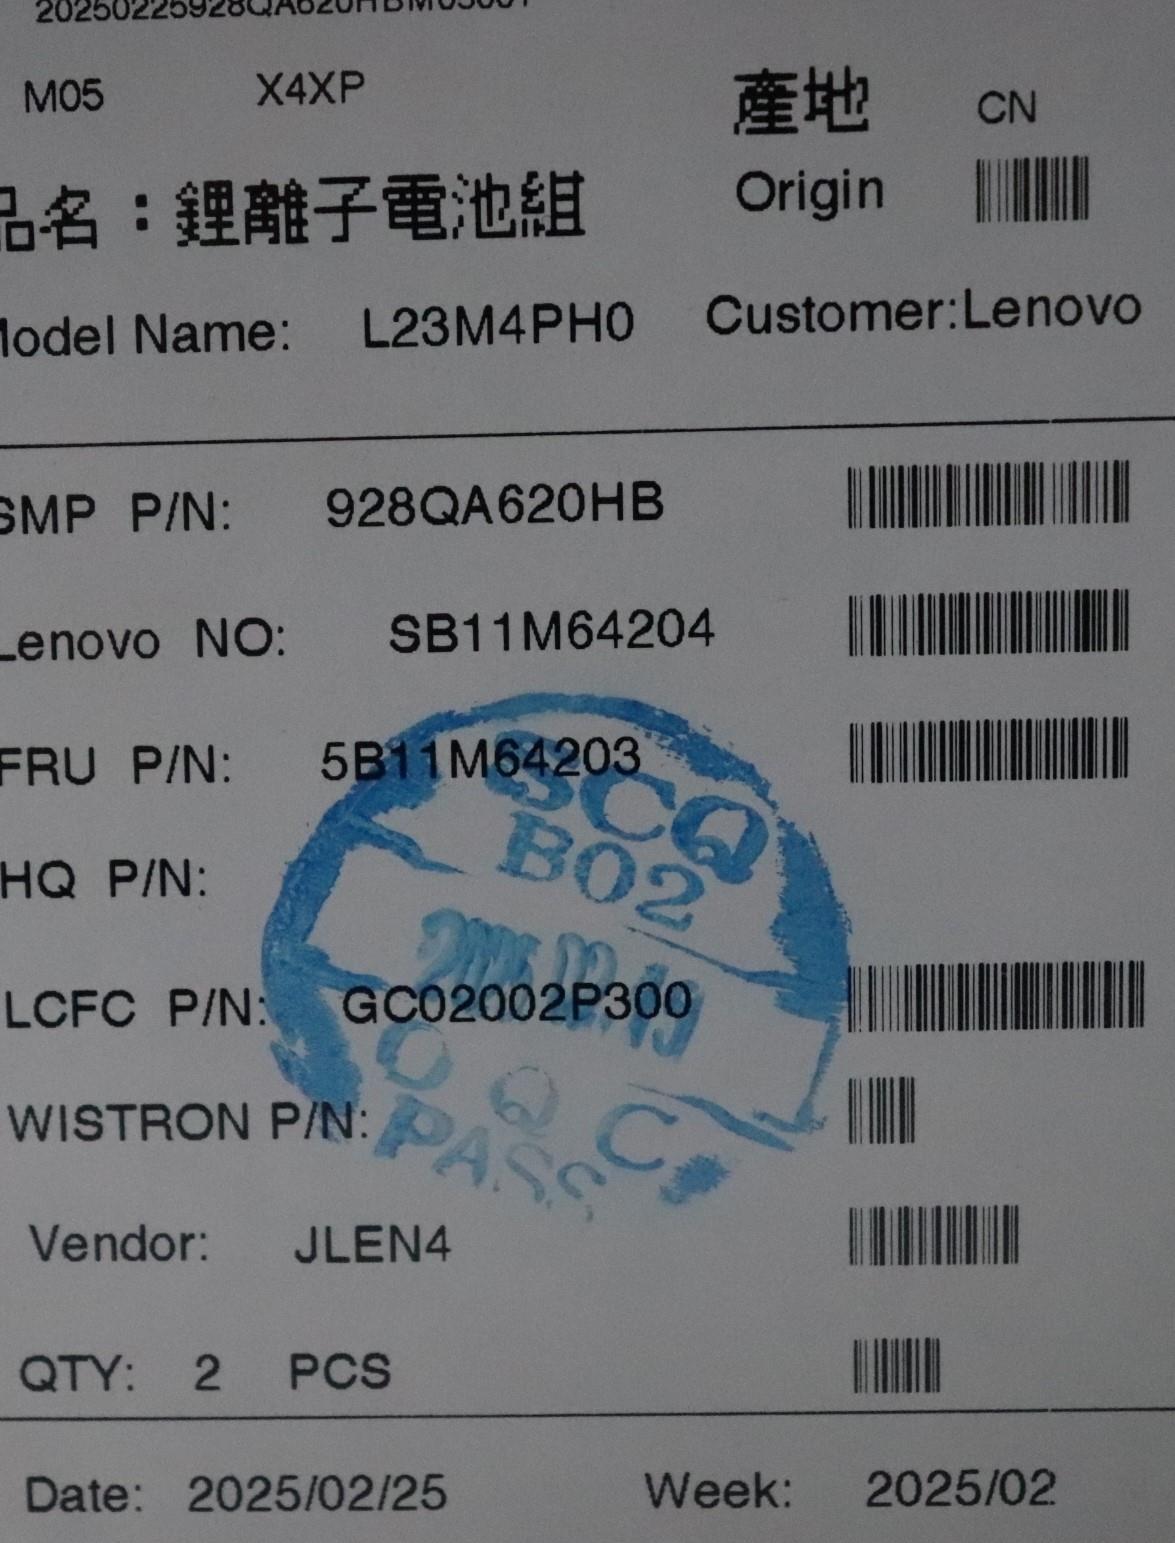 20250225928QA620HBM05001
M05 X4XP
產地 CN
品名：鋰離子電池組
Origin
Model Name: L23M4PH0 Customer:Lenovo
SMP P/N: 928QA620HB
Lenovo NO: SB11M64204
FRU P/N: 5B11M64203
SCQ
B02
HQ P/N:
LCFC P/N: GC02002P300
O Q C
WISTRON P/N:
PASS
Vendor: JLEN4
QTY: 2 PCS
Date: 2025/02/25 Week: 2025/02